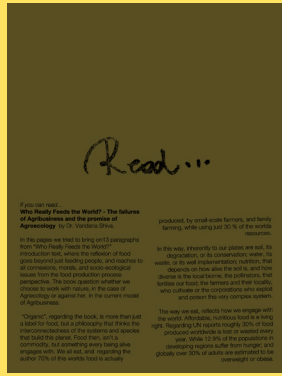 Read...
If you can read...
Who Really Feeds the World? - The failures
of Agribusiness and the promise of
Agroecology by Dr. Vandana Shiva.
In this pages we tried to bring on13 paragraphs
from "Who Really Feeds the World?"
introduction text, where the reflexion of food
goes beyond just feeding people, and reaches to
all connexions, morals, and socio-ecological
issues from the food production process
perspective. The book question whether we
choose to work with nature, in the case of
Agroecology or against her, in the current model
of Agribusiness.
"Organic", regarding the book, is more than just
a label for food, but a philosophy that thinks the
interconnectedness of the systems and species
that build this planet. Food then, isn't a
commodity, but something every being alive
engages with. We all eat, and regarding the
author 70% of the worlds food is actually
produced, by small-scale farmers, and family
farming, while using just 30 % of the worlds
resources.
In this way, inherently to our plates are soil, its
degradation, or its conservation, water, its
waste, or its well implementation, nutrition, that
depends on how alive the soil is, and how
diverse is the local biome, the pollinators, that
fertilise our food, the farmers and their locality,
who cultivate or the corporations who exploit
and poison this very complex system.
The way we eat, reflects how we engage with
the world. Affordable, nutritious food is a living
right. Regarding UN reports roughly 30% of food
produced worldwide is lost or wasted every
year, While 12.9% of the populations in
developing regions suffer from hunger, and
globally over 30% of adults are estimated to be
overweight or obese.